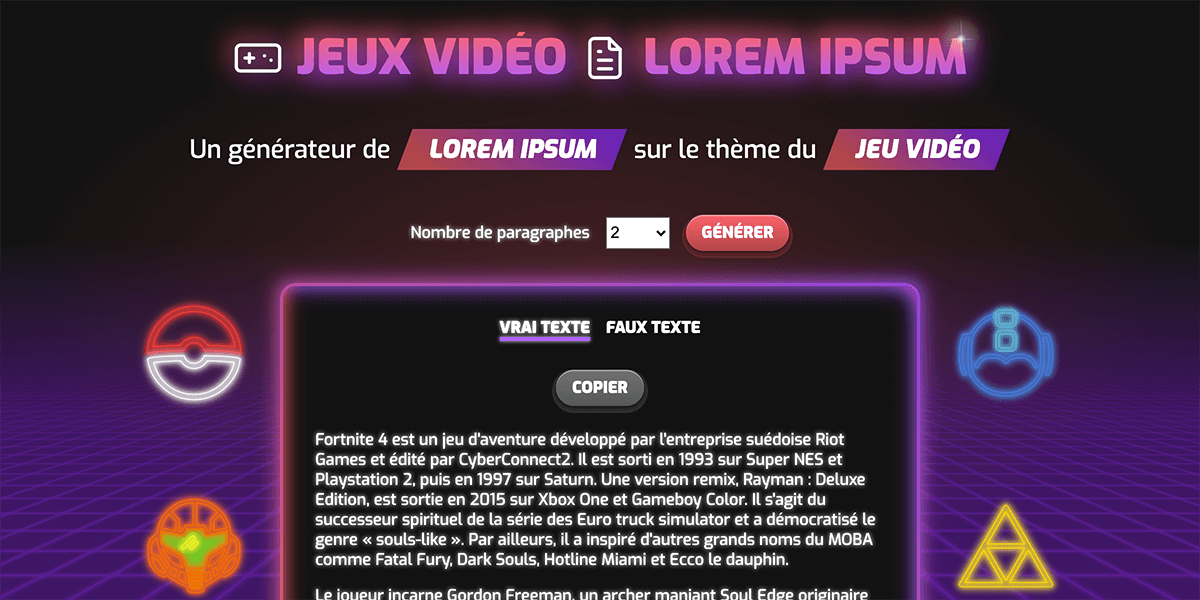 JEUX VIDÉO LOREM IPSUM
Un générateur de LOREM IPSUM sur le thème du JEU VIDÉO
Nombre de paragraphes 2 GÉNÉRER
VRAI TEXTE FAUX TEXTE
COPIER
Fortnite 4 est un jeu d'aventure développé par l'entreprise suédoise Riot
Games et édité par CyberConnect2. Il est sorti en 1993 sur Super NES et
Playstation 2, puis en 1997 sur Saturn. Une version remix, Rayman : Deluxe
Edition, est sortie en 2015 sur Xbox One et Gameboy Color. Il s'agit du
successeur spirituel de la série des Euro truck simulator et a démocratisé le
genre « souls-like ». Par ailleurs, il a inspiré d'autres grands noms du MOBA
comme Fatal Fury, Dark Souls, Hotline Miami et Ecco le dauphin.
Le joueur incarne Gordon Freeman, un archer maniant Soul Edge originaire